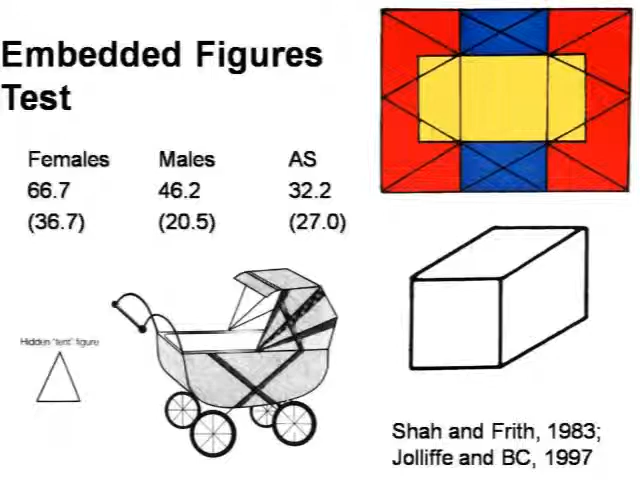 Embedded Figures
Test
Females Males AS
66.7 46.2 32.2
(36.7) (20.5) (27.0)
Hidden 'tent' figure
Shah and Frith, 1983;
Jolliffe and BC, 1997